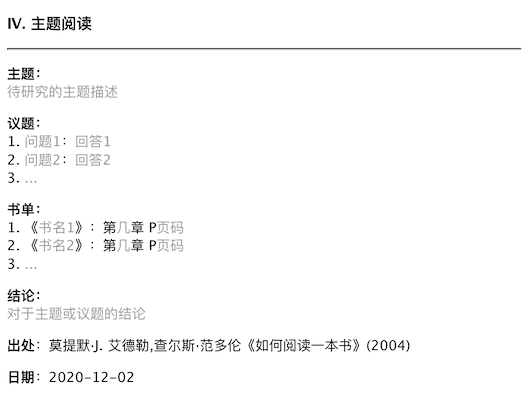 IV. 主题阅读
主题：
待研究的主题描述
议题：
1. 问题1：回答1
2. 问题2：回答2
3. ...
书单：
1. 《书名1》：第几章 P页码
2. 《书名2》：第几章 P页码
3. ...
结论：
对于主题或议题的结论
出处：莫提默·J. 艾德勒,查尔斯·范多伦《如何阅读一本书》(2004)
日期：2020-12-02